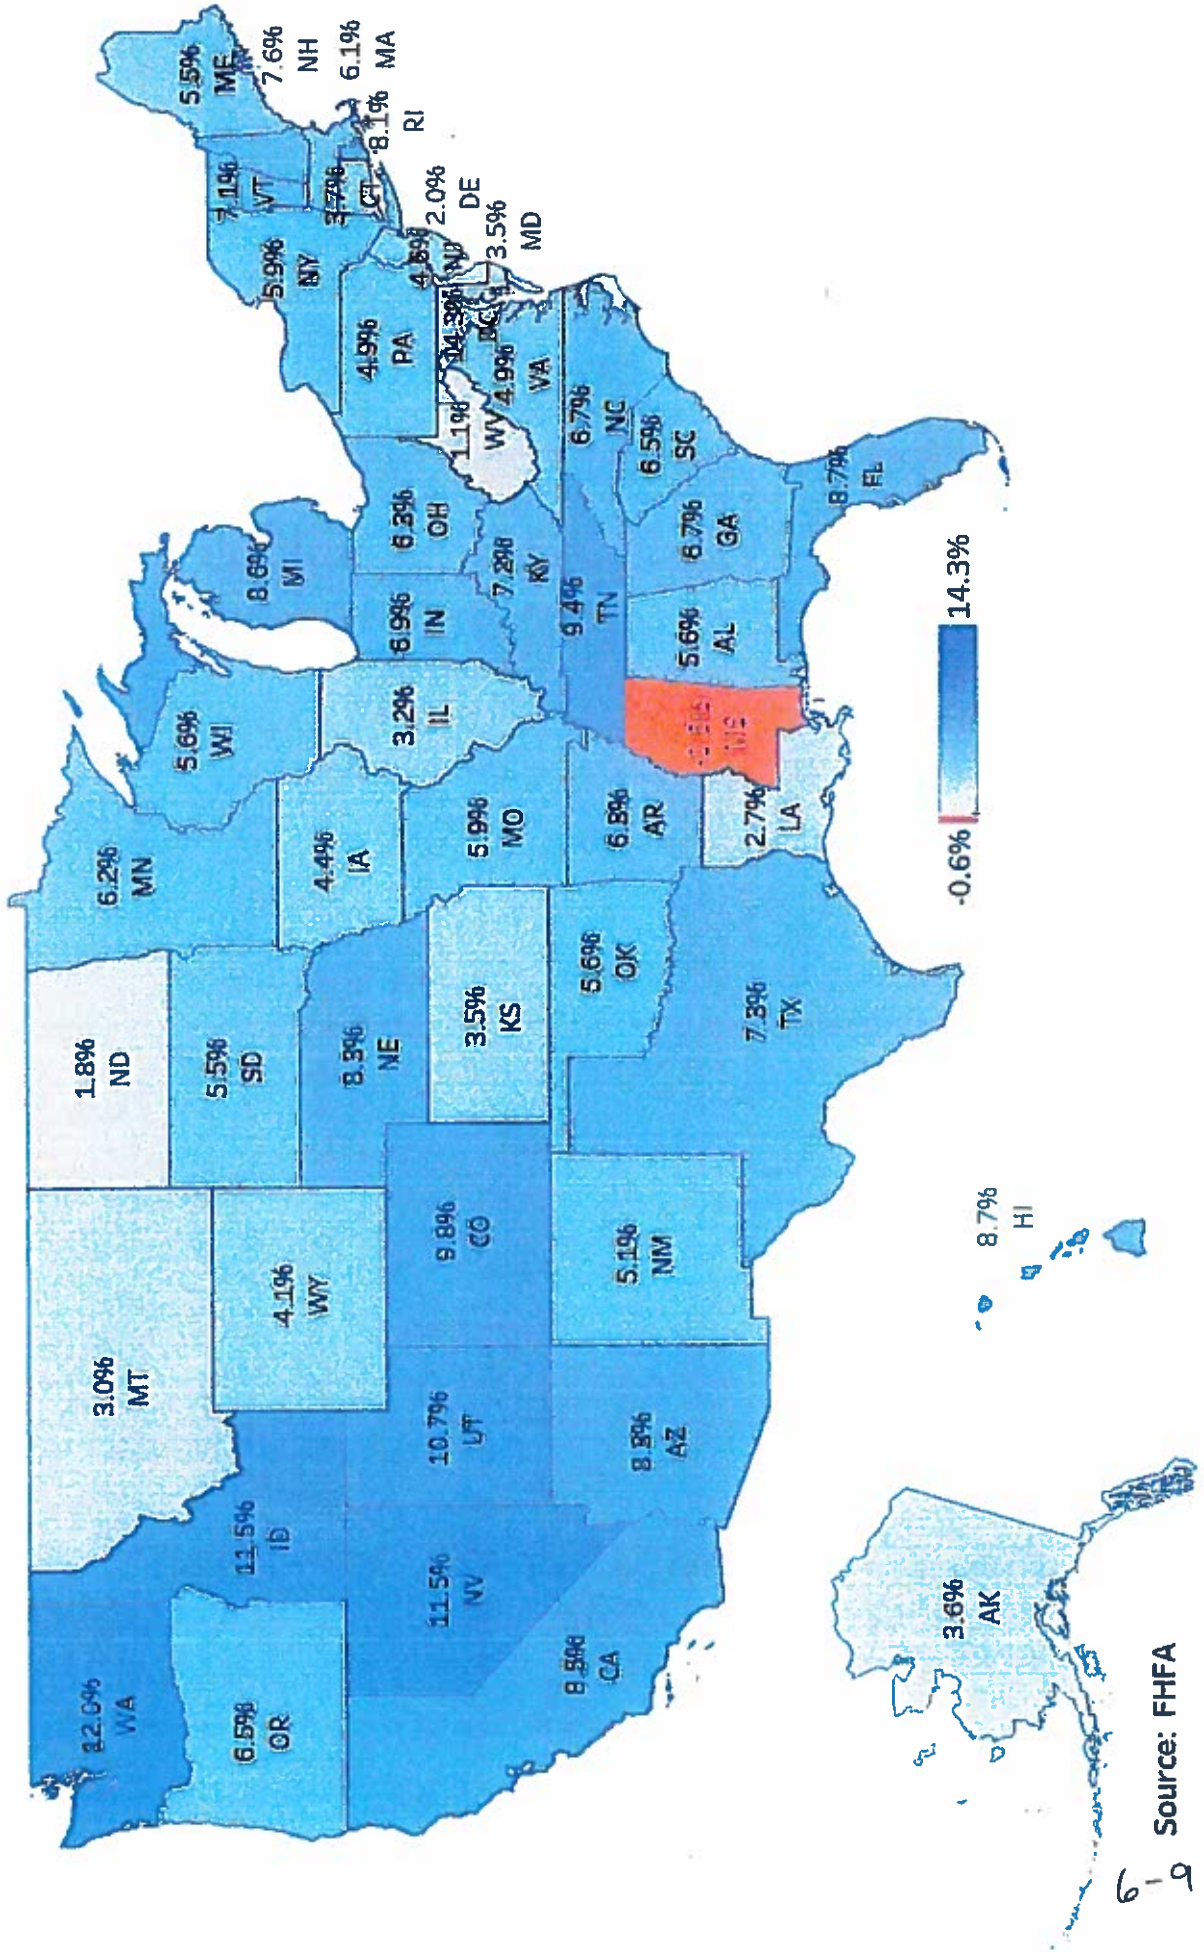 12.0%
WA
6.5%
OR
8.5%
CA
11.5%
NV
11.5%
ID
3.0%
MT
4.1%
WY
10.7%
UT
8.8%
AZ
9.8%
CO
5.1%
NM
1.8%
ND
5.5%
SD
8.3%
NE
3.5%
KS
5.6%
OK
7.3%
TX
6.2%
MN
4.4%
IA
5.9%
MO
6.8%
AR
2.7%
LA
5.6%
WI
3.2%
IL
MS
8.6%
MI
6.9%
IN
6.3%
OH
7.2%
KY
9.4%
TN
5.6%
AL
6.7%
GA
8.7%
FL
6.5%
SC
6.7%
NC
4.9%
VA
1.1%
WV
14.3%
DC
4.9%
PA
5.9%
NY
7.1%
VT
5.5%
ME
7.6%
NH
6.1%
MA
8.1%
RI
3.7%
CT
4.6%
NJ
2.0%
DE
3.5%
MD
3.6%
AK
8.7%
HI
-0.6%
14.3%
Source: FHFA